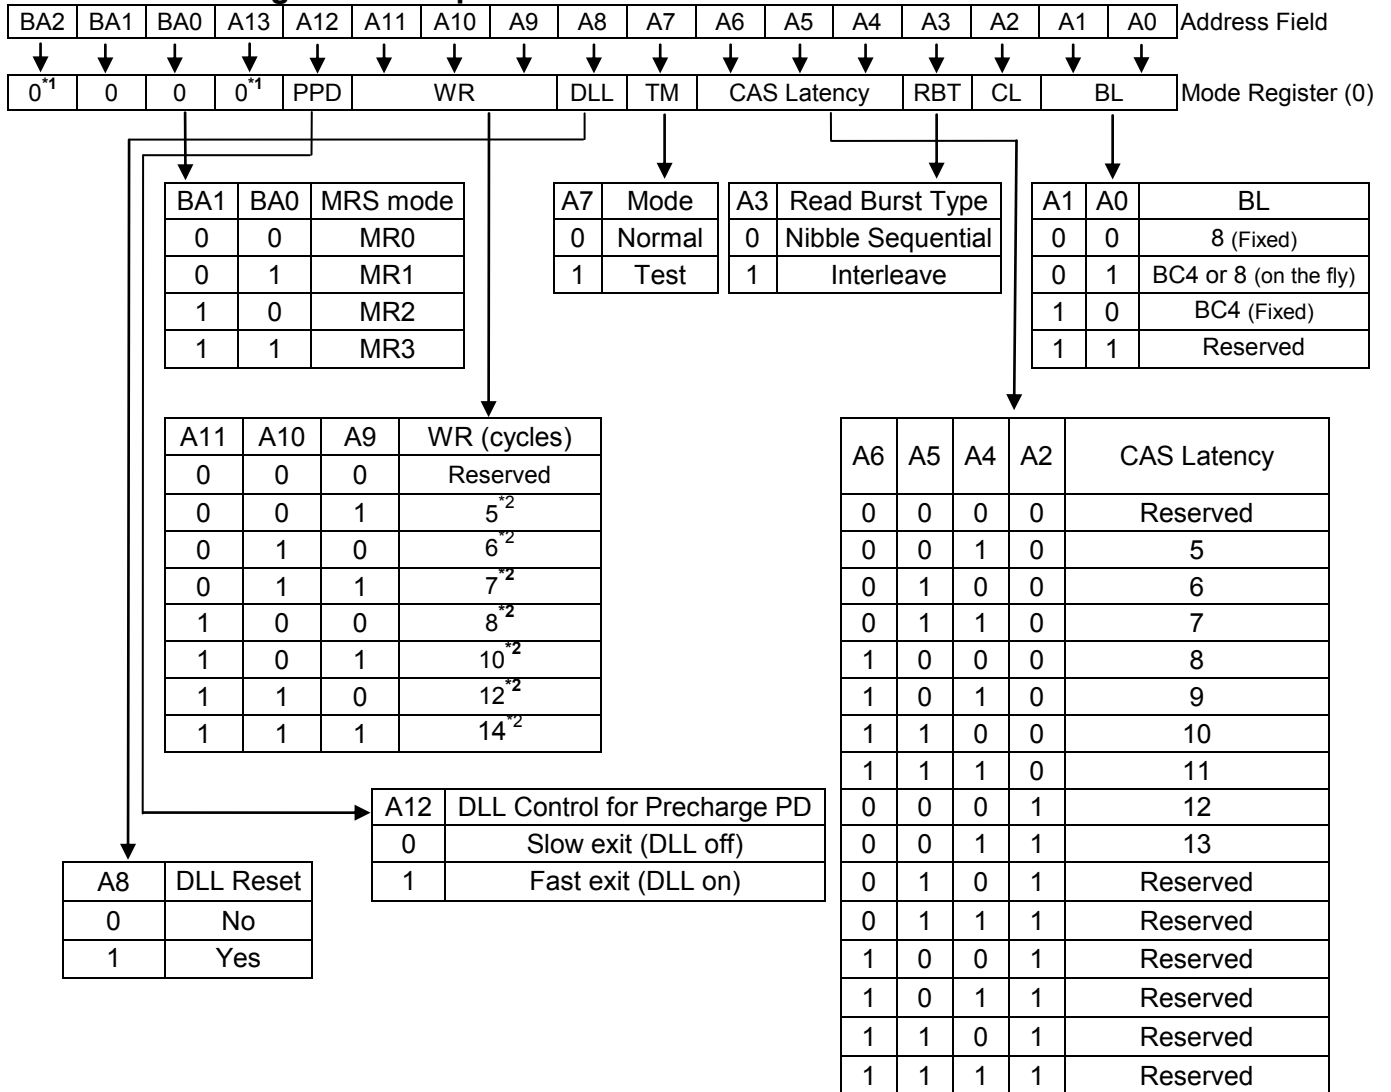 BA2 BA1 BA0 A13 A12 A11 A10 A9 A8 A7 A6 A5 A4 A3 A2 A1 A0 Address Field
0*1 0 0 0*1 PPD WR DLL TM CAS Latency RBT CL BL Mode Register (0)
BA1 BA0 MRS mode
0 0 MR0
0 1 MR1
1 0 MR2
1 1 MR3
A7 Mode
0 Normal
1 Test
A3 Read Burst Type
0 Nibble Sequential
1 Interleave
A1 A0 BL
0 0 8 (Fixed)
0 1 BC4 or 8 (on the fly)
1 0 BC4 (Fixed)
1 1 Reserved
A11 A10 A9 WR (cycles)
0 0 0 Reserved
0 0 1 5*2
0 1 0 6*2
0 1 1 7*2
1 0 0 8*2
1 0 1 10*2
1 1 0 12*2
1 1 1 14*2
A6 A5 A4 A2 CAS Latency
0 0 0 0 Reserved
0 0 1 0 5
0 1 0 0 6
0 1 1 0 7
1 0 0 0 8
1 0 1 0 9
1 1 0 0 10
1 1 1 0 11
0 0 0 1 12
0 0 1 1 13
0 1 0 1 Reserved
0 1 1 1 Reserved
1 0 0 1 Reserved
1 0 1 1 Reserved
1 1 0 1 Reserved
1 1 1 1 Reserved
A12 DLL Control for Precharge PD
0 Slow exit (DLL off)
1 Fast exit (DLL on)
A8 DLL Reset
0 No
1 Yes